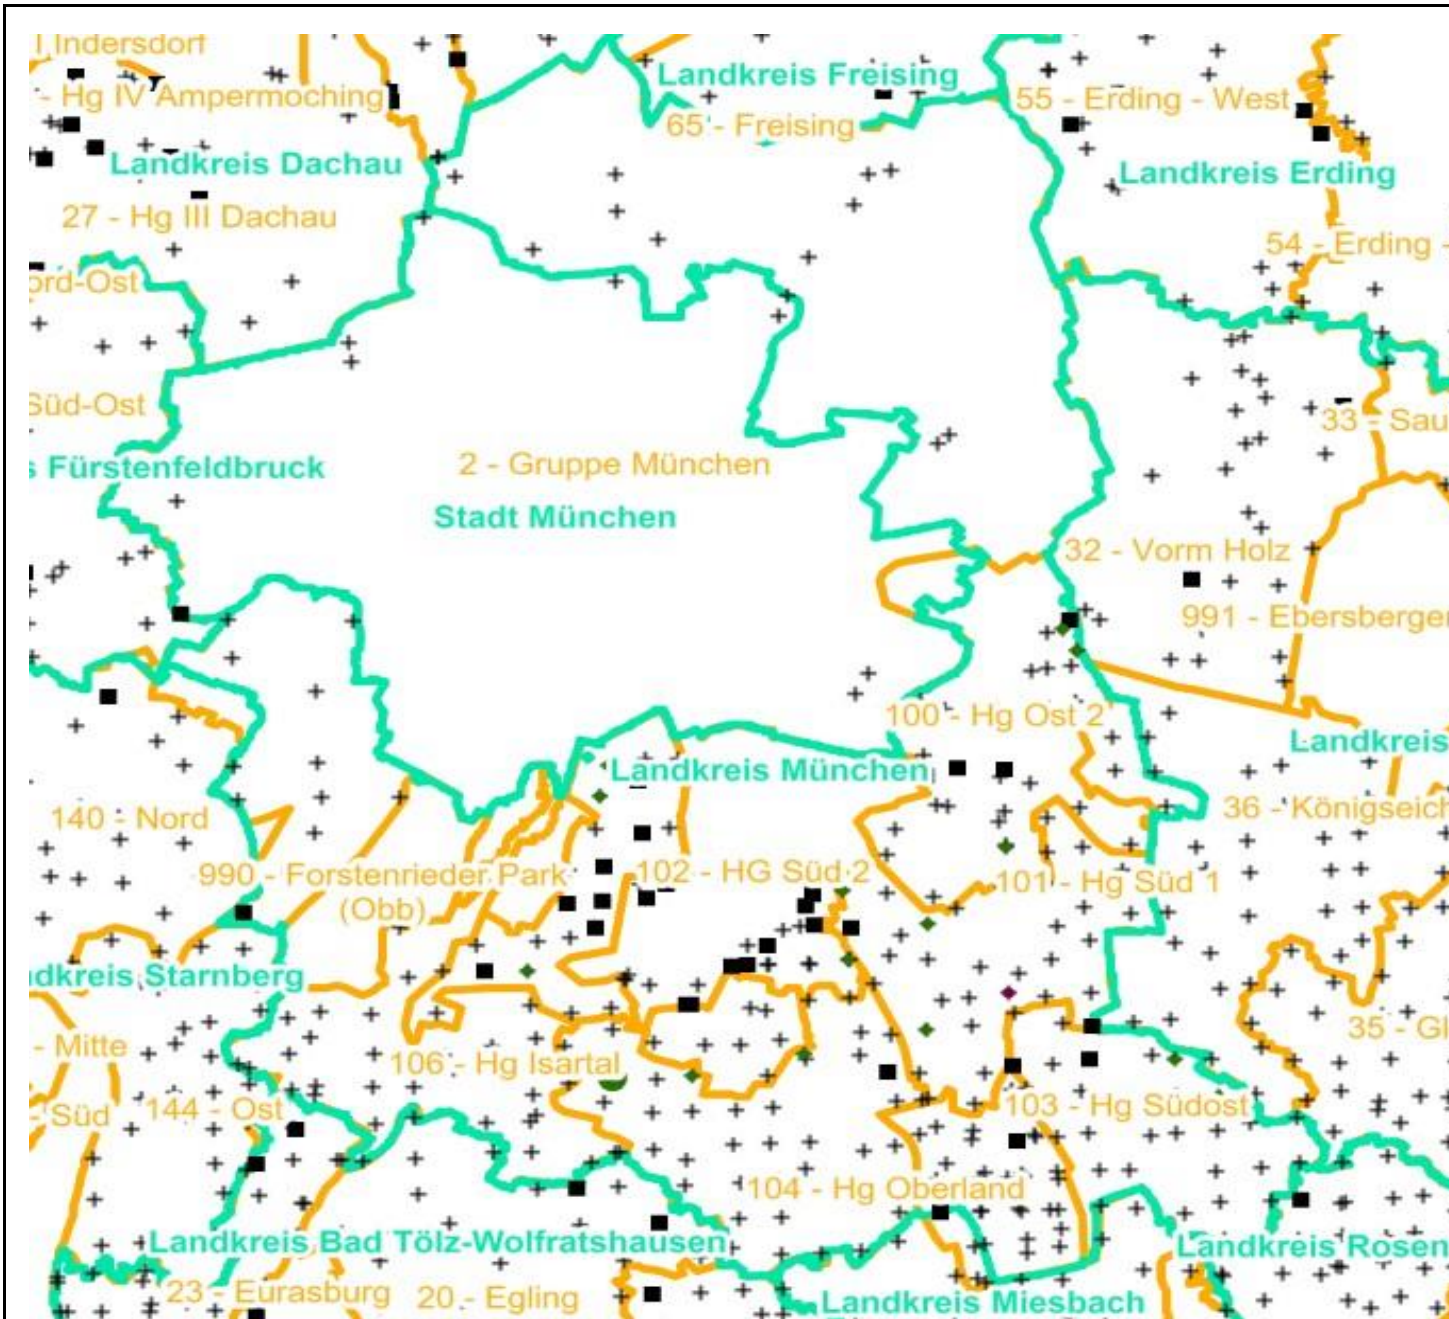 Indersdorf
- Hg IV Ampermoching
Landkreis Freising
55 - Erding - West
65 - Freising
Landkreis Dachau
Landkreis Erding
27 - Hg III Dachau
54 - Erding -
ord-Ost
Süd-Ost
33 - Sau
2 - Gruppe München
s Fürstenfeldbruck
Stadt München
32 - Vorm Holz
991 - Ebersberger
100 - Hg Ost 2
Landkreis
Landkreis München
36 - Königseich
140 - Nord
990 - Forstenrieder Park
(Obb)
102 - HG Süd 2
101 - Hg Süd 1
ndkreis Starnberg
35 - Gl
- Mitte
106 - Hg Isartal
- Süd
144 - Ost
103 - Hg Südost
104 - Hg Oberland
Landkreis Bad Tölz-Wolfratshausen
Landkreis Rosen
23 - Eurasburg
20 - Egling
Landkreis Miesbach